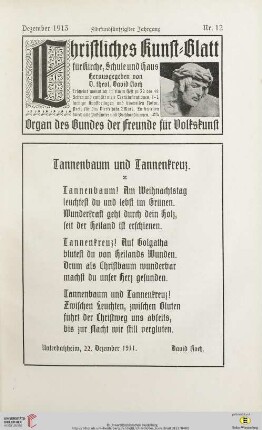 Dezember 1913 Fünfundfünfzigster Jahrgang Nr. 12
Christliches Kunst-Blatt
für Kirche, Schule und Haus
Herausgegeben von
D. theol. David Koch
Organ des Bundes der Freunde für Volkskunst
Tannenbaum und Tannenkreuz.
Tannenbaum! Am Weihnachtstag
leuchtest du und lebst im Grünen.
Wunderkraft geht durch dein Holz,
seit der Heiland ist erschienen.
Tannenkreuz! Auf Golgatha
blutest du von Heilands Wunden.
Drum als Christbaum wunderbar
machst du unser Herz gesunden.
Tannenbaum und Tannenkreuz!
Zwischen Leuchten, zwischen Bluten
führt der Christweg uns abseits,
bis zur Nacht wir still vergluten.
Unterbalzheim, 22. Dezember 1911. David Koch.